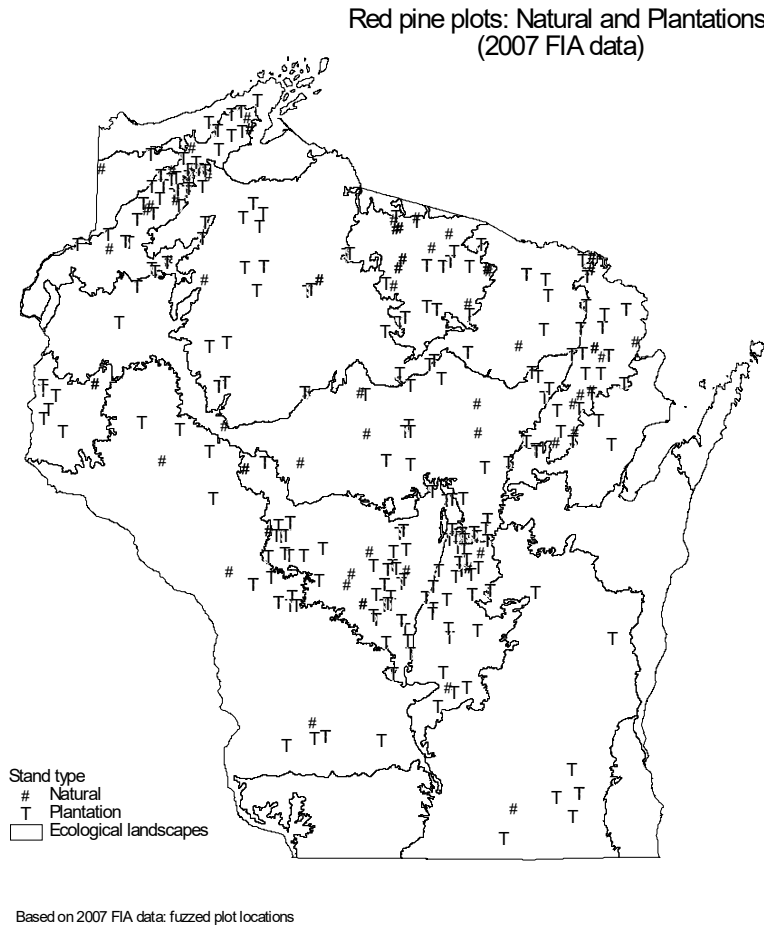 Red pine plots: Natural and Plantations
(2007 FIA data)
Stand type
# Natural
T Plantation
Ecological landscapes
Based on 2007 FIA data: fuzzed plot locations